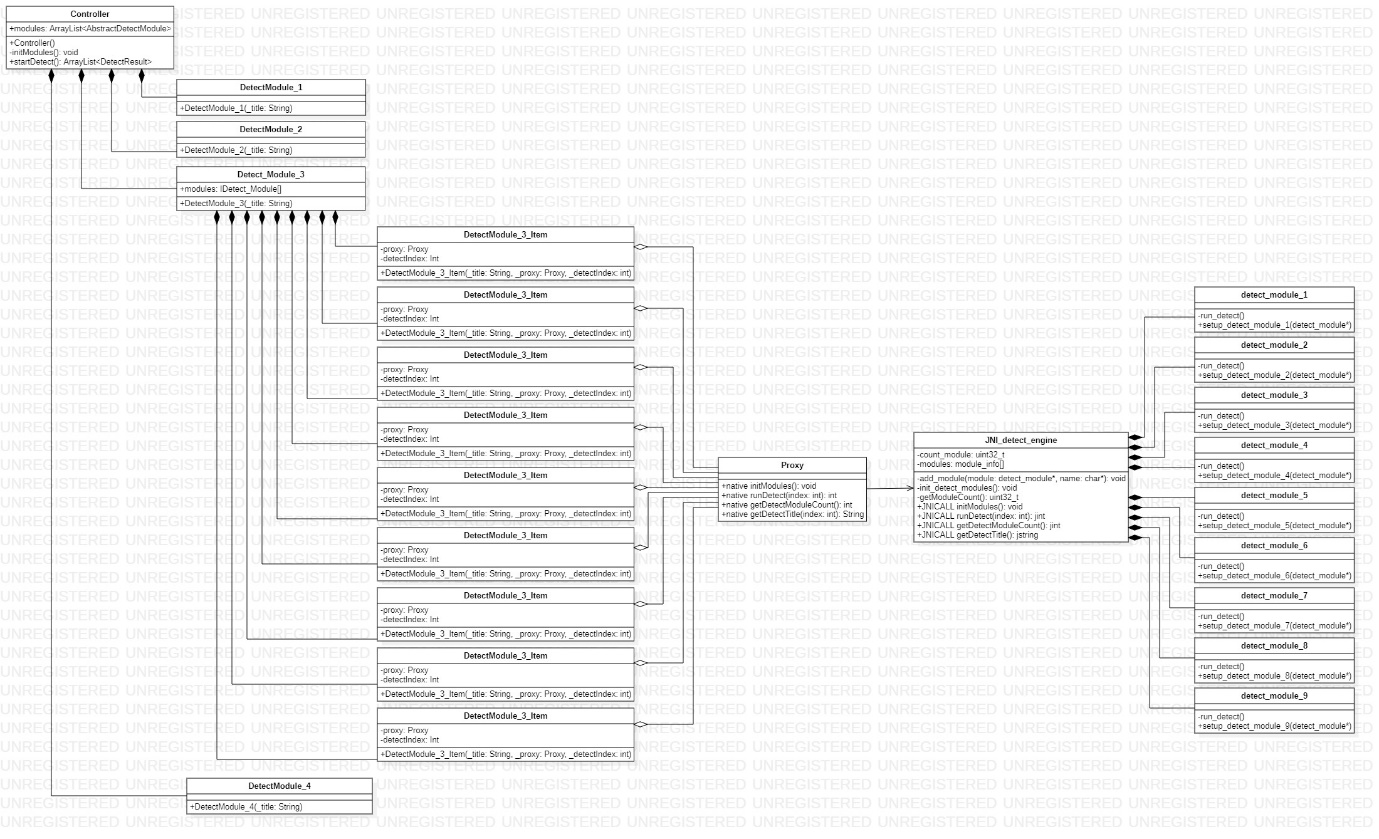 Controller
+modules: ArrayList<AbstractDetectModule>
+Controller()
-initModules(): void
+startDetect(): ArrayList<DetectResult>
DetectModule_1
+DetectModule_1(_title: String)
DetectModule_2
+DetectModule_2(_title: String)
Detect_Module_3
+modules: IDetect_Module[]
+DetectModule_3(_title: String)
DetectModule_3_Item
-proxy: Proxy
-detectIndex: Int
+DetectModule_3_Item(_title: String, _proxy: Proxy, _detectIndex: int)
DetectModule_3_Item
-proxy: Proxy
-detectIndex: Int
+DetectModule_3_Item(_title: String, _proxy: Proxy, _detectIndex: int)
DetectModule_3_Item
-proxy: Proxy
-detectIndex: Int
+DetectModule_3_Item(_title: String, _proxy: Proxy, _detectIndex: int)
DetectModule_3_Item
-proxy: Proxy
-detectIndex: Int
+DetectModule_3_Item(_title: String, _proxy: Proxy, _detectIndex: int)
DetectModule_3_Item
-proxy: Proxy
-detectIndex: Int
+DetectModule_3_Item(_title: String, _proxy: Proxy, _detectIndex: int)
DetectModule_3_Item
-proxy: Proxy
-detectIndex: Int
+DetectModule_3_Item(_title: String, _proxy: Proxy, _detectIndex: int)
DetectModule_3_Item
-proxy: Proxy
-detectIndex: Int
+DetectModule_3_Item(_title: String, _proxy: Proxy, _detectIndex: int)
DetectModule_3_Item
-proxy: Proxy
-detectIndex: Int
+DetectModule_3_Item(_title: String, _proxy: Proxy, _detectIndex: int)
DetectModule_3_Item
-proxy: Proxy
-detectIndex: Int
+DetectModule_3_Item(_title: String, _proxy: Proxy, _detectIndex: int)
DetectModule_4
+DetectModule_4(_title: String)
Proxy
+native initModules(): void
+native runDetect(index: int): int
+native getDetectModuleCount(): int
+native getDetectTitle(index: int): String
JNI_detect_engine
-count_module: uint32_t
-modules: module_info[]
-add_module(module: detect_module*, name: char*): void
-init_detect_modules(): void
-getModuleCount(): uint32_t
+JNICALL initModules(): void
+JNICALL runDetect(index: int): jint
+JNICALL getDetectModuleCount(): jint
+JNICALL getDetectTitle(): jstring
detect_module_1
-run_detect()
+setup_detect_module_1(detect_module*)
detect_module_2
-run_detect()
+setup_detect_module_2(detect_module*)
detect_module_3
-run_detect()
+setup_detect_module_3(detect_module*)
detect_module_4
-run_detect()
+setup_detect_module_4(detect_module*)
detect_module_5
-run_detect()
+setup_detect_module_5(detect_module*)
detect_module_6
-run_detect()
+setup_detect_module_6(detect_module*)
detect_module_7
-run_detect()
+setup_detect_module_7(detect_module*)
detect_module_8
-run_detect()
+setup_detect_module_8(detect_module*)
detect_module_9
-run_detect()
+setup_detect_module_9(detect_module*)
UNREGISTERED